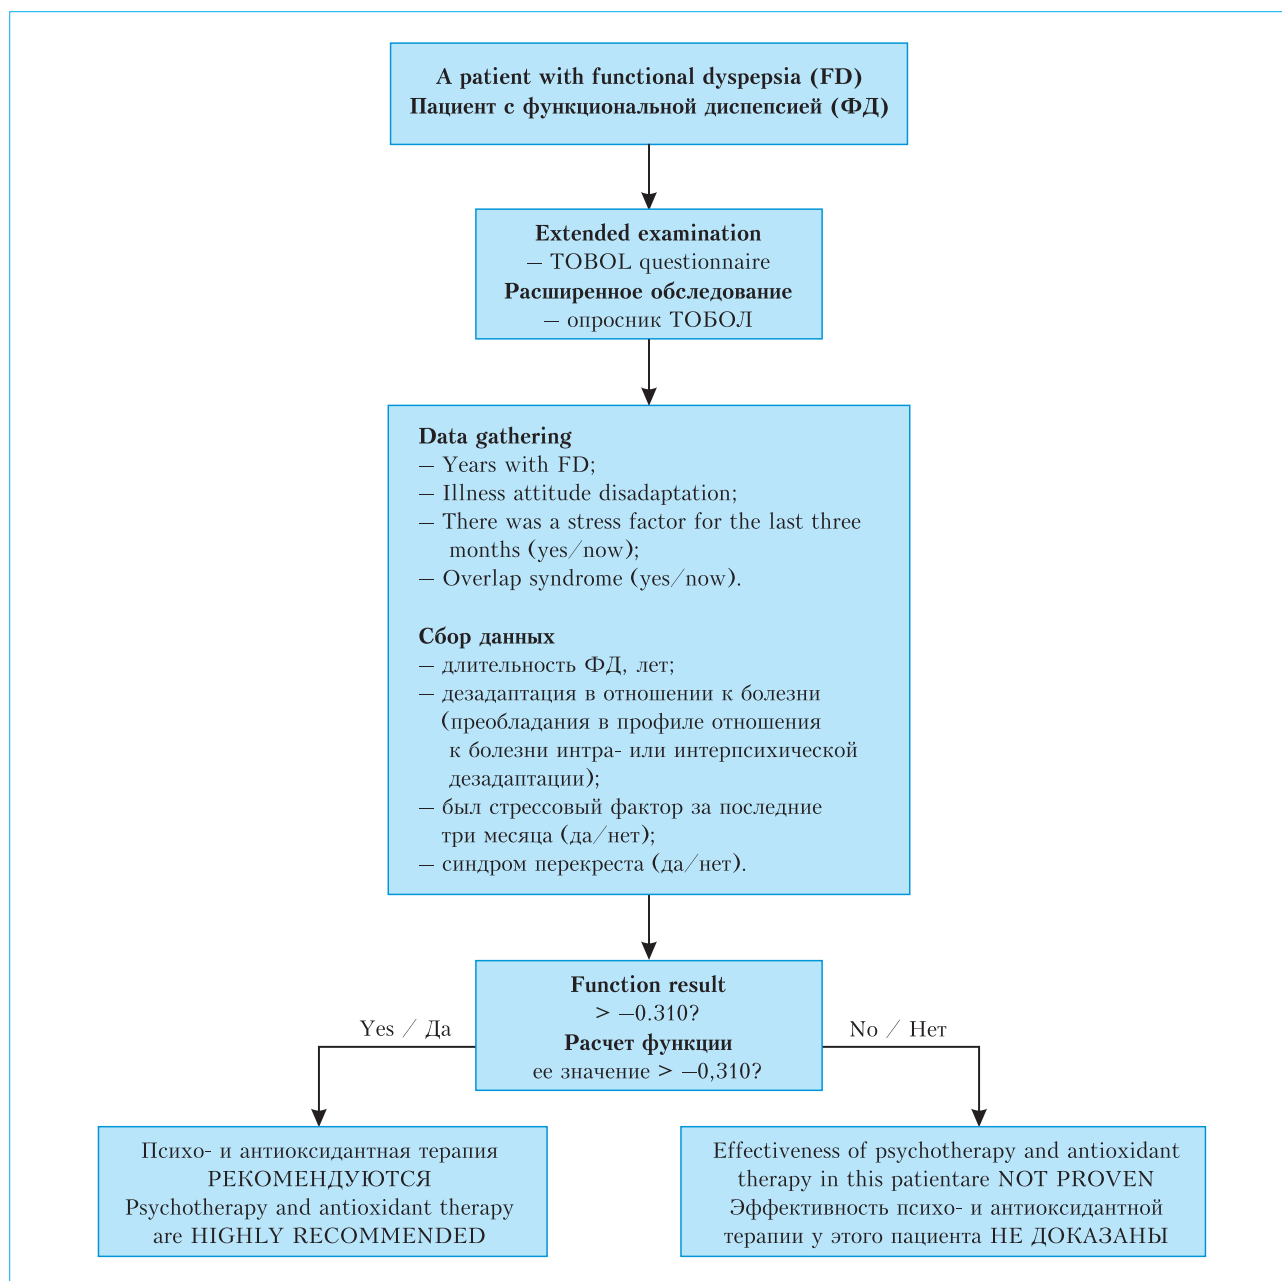 A patient with functional dyspepsia (FD)
Пациент с функциональной диспепсией (ФД)
Extended examination
– TOBOL questionnaire
Расширенное обследование
– опросник ТОБОЛ
Data gathering
– Years with FD;
– Illness attitude disadaptation;
– There was a stress factor for the last three
months (yes/now);
– Overlap syndrome (yes/now).
Сбор данных
– длительность ФД, лет;
– дезадаптация в отношении к болезни
(преобладания в профиле отношения
к болезни интра- или интерпсихической
дезадаптации);
– был стрессовый фактор за последние
три месяца (да/нет);
– синдром перекреста (да/нет).
Function result
> –0.310?
Расчет функции
ее значение > –0,310?
Yes / Да
No / Нет
Психо- и антиоксидантная терапия
РЕКОМЕНДУЮТСЯ
Psychotherapy and antioxidant therapy
are HIGHLY RECOMMENDED
Effectiveness of psychotherapy and antioxidant
therapy in this patientare NOT PROVEN
Эффективность психо- и антиоксидантной
терапии у этого пациента НЕ ДОКАЗАНЫ